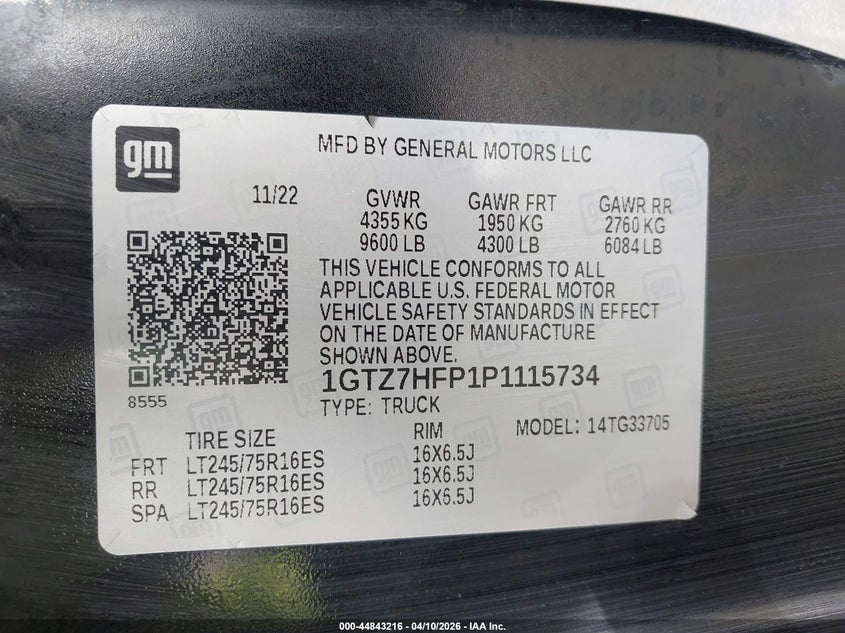 gm
MFD BY GENERAL MOTORS LLC
11/22
GVWR GAWR FRT GAWR RR
4355 KG 1950 KG 2760 KG
9600 LB 4300 LB 6084 LB
THIS VEHICLE CONFORMS TO ALL
APPLICABLE U.S. FEDERAL MOTOR
VEHICLE SAFETY STANDARDS IN EFFECT
ON THE DATE OF MANUFACTURE
SHOWN ABOVE.
1GTZ7HFP1P1115734
8555
TYPE: TRUCK
MODEL: 14TG33705
TIRE SIZE RIM
FRT LT245/75R16ES 16X6.5J
RR LT245/75R16ES 16X6.5J
SPA LT245/75R16ES 16X6.5J
000-44843216 - 04/10/2026 - IAA Inc.